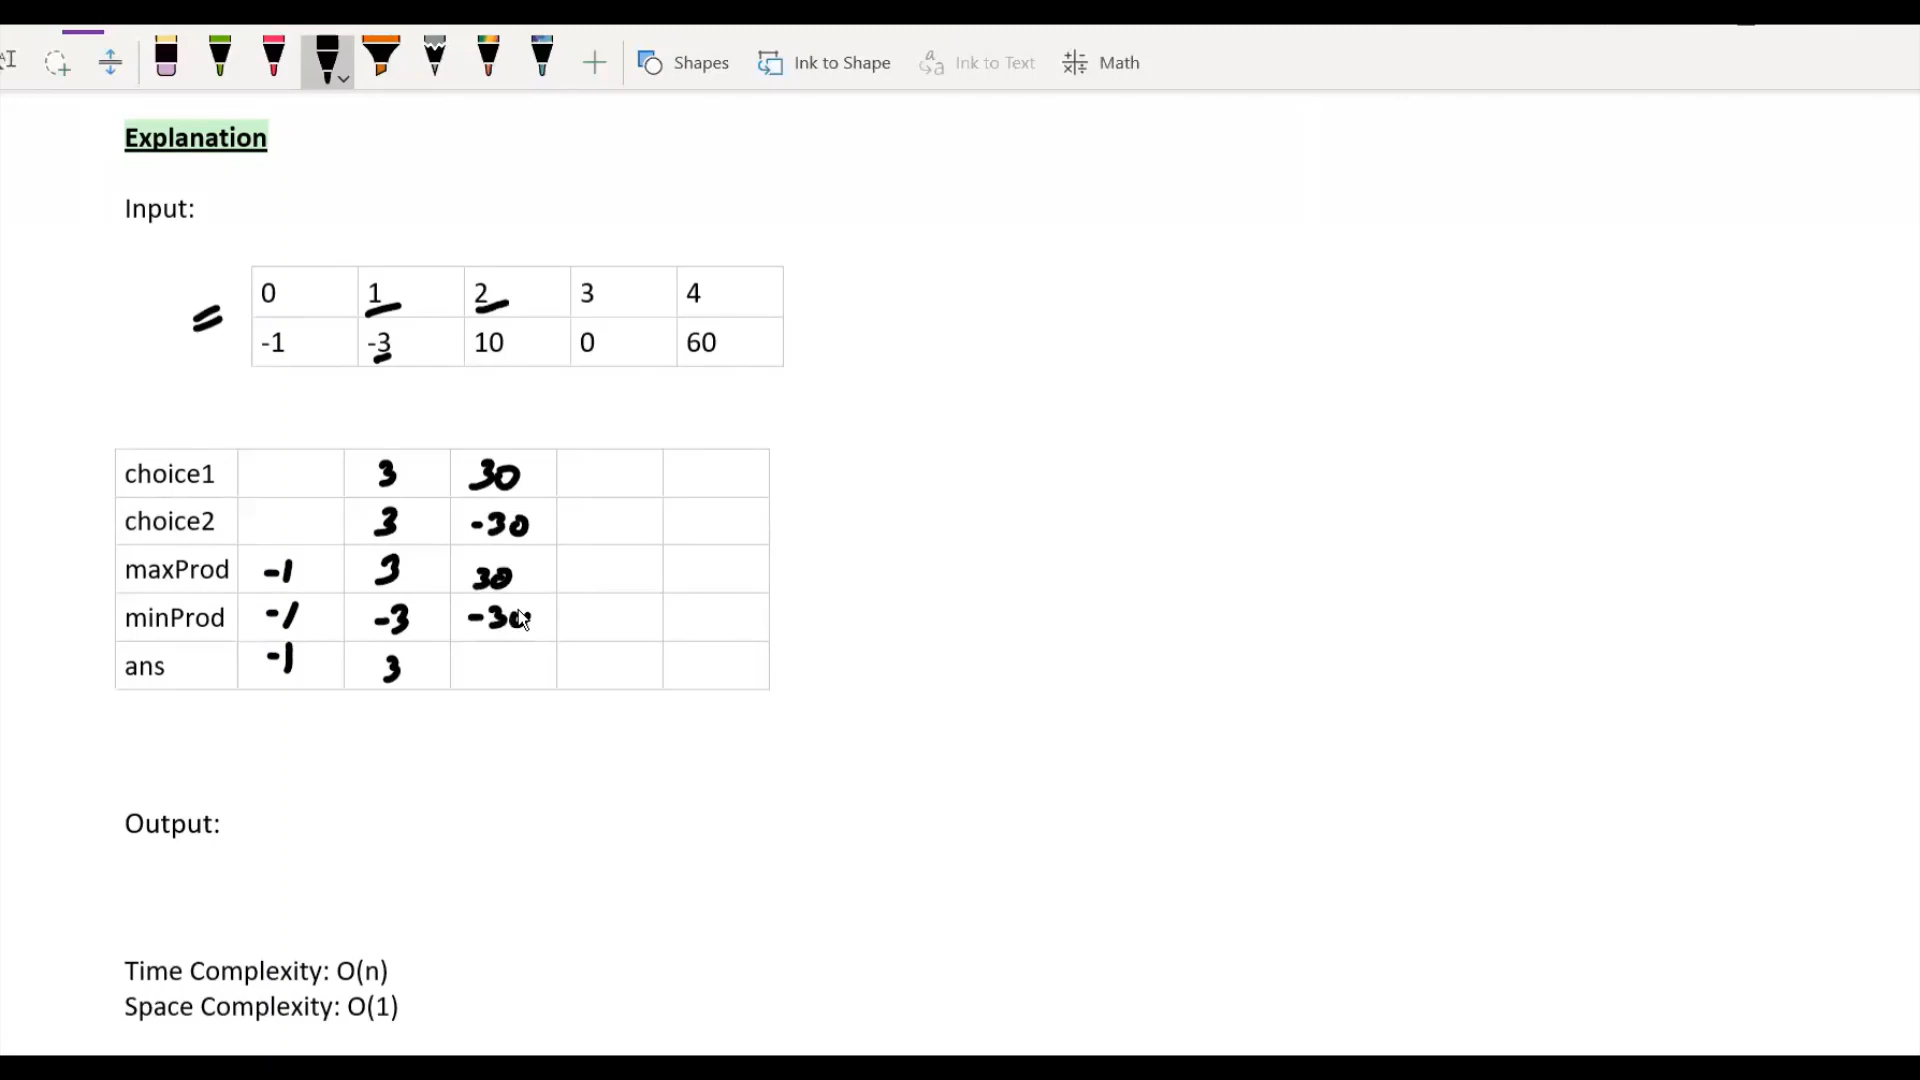 Shapes Ink to Shape Ink to Text Math
Explanation
Input:
0 1 2 3 4
= -1 -3 10 0 60
choice1 3 30
choice2 3 -30
maxProd -1 3 30
minProd -1 -3 -30
ans -1 3
Output:
Time Complexity: O(n)
Space Complexity: O(1)